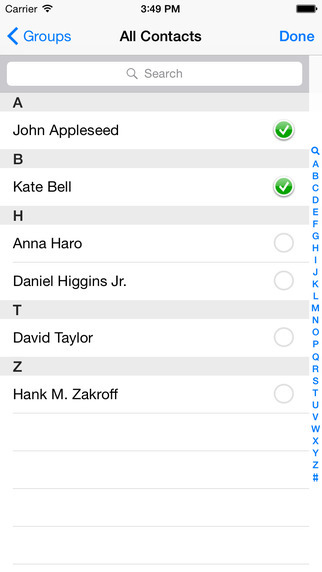 Carrier 3:49 PM
Groups All Contacts Done
Search
A
John Appleseed
B
Kate Bell
H
Anna Haro
Daniel Higgins Jr.
T
David Taylor
Z
Hank M. Zakroff
A
B
C
D
E
F
G
H
I
J
K
L
M
N
O
P
Q
R
S
T
U
V
W
X
Y
Z
#